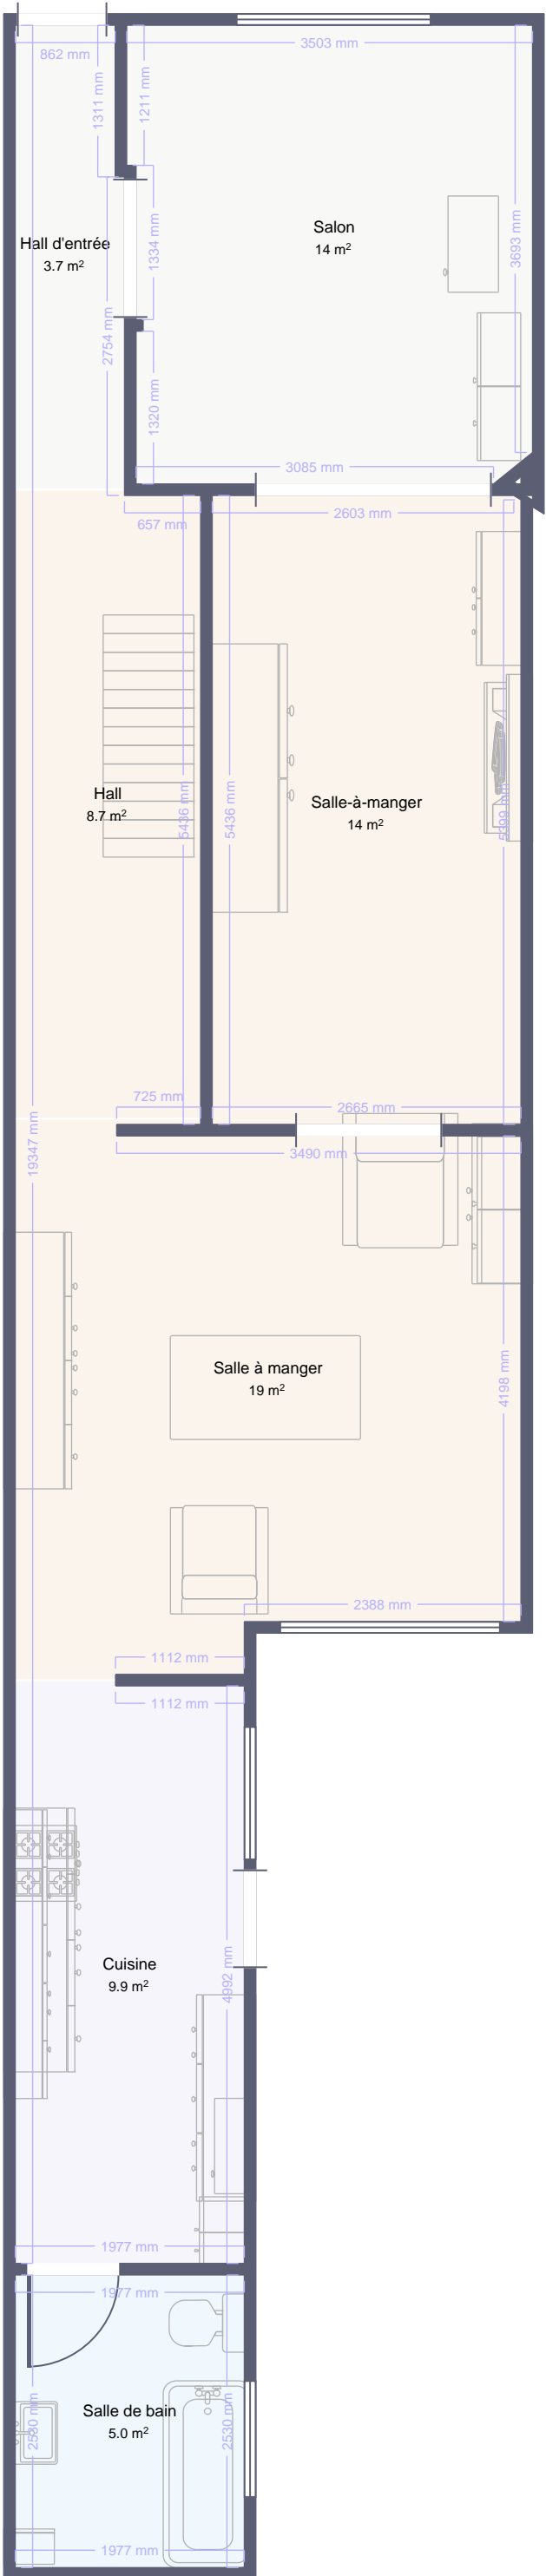 862 mm
3503 mm
1311 mm
1211 mm
Hall d'entrée
3.7 m²
Salon
14 m²
1334 mm
3693 mm
2754 mm
1320 mm
3085 mm
657 mm
2603 mm
Hall
8.7 m²
5436 mm
5436 mm
Salle-à-manger
14 m²
5399 mm
725 mm
2665 mm
19347 mm
3490 mm
Salle à manger
19 m²
4198 mm
2388 mm
1112 mm
1112 mm
Cuisine
9.9 m²
4992 mm
1977 mm
1977 mm
Salle de bain
5.0 m²
2530 mm
2530 mm
1977 mm